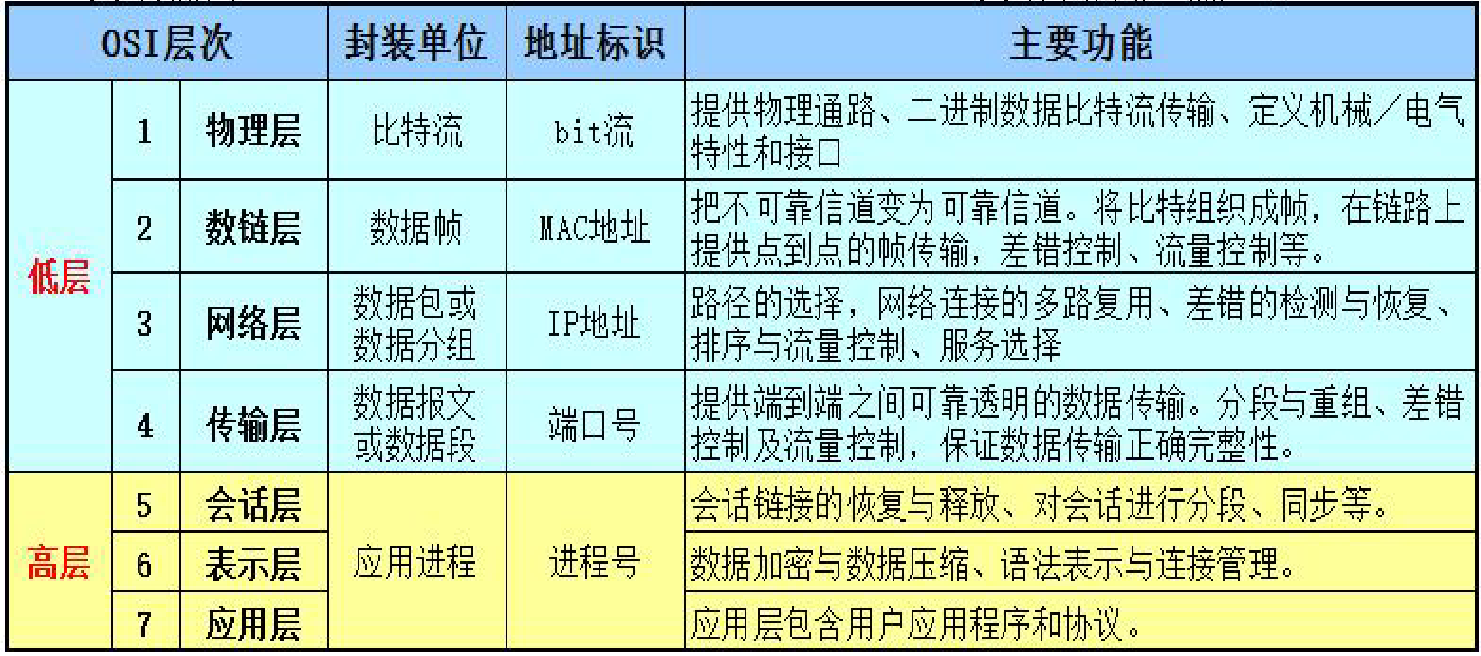 OSI层次 封装单位 地址标识 主要功能
低层
1 物理层 比特流 bit流 提供物理通路、二进制数据比特流传输、定义机械／电气
特性和接口
2 数链层 数据帧 MAC地址 把不可靠信道变为可靠信道。将比特组织成帧，在链路上
提供点到点的帧传输，差错控制、流量控制等。
3 网络层 数据包或
数据分组 IP地址 路径的选择，网络连接的多路复用、差错的检测与恢复、
排序与流量控制、服务选择
4 传输层 数据报文
或数据段 端口号 提供端到端之间可靠透明的数据传输。分段与重组、差错
控制及流量控制，保证数据传输正确完整性。
高层
5 会话层 会话链接的恢复与释放、对会话进行分段、同步等。
6 表示层 应用进程 进程号 数据加密与数据压缩、语法表示与连接管理。
7 应用层 应用层包含用户应用程序和协议。